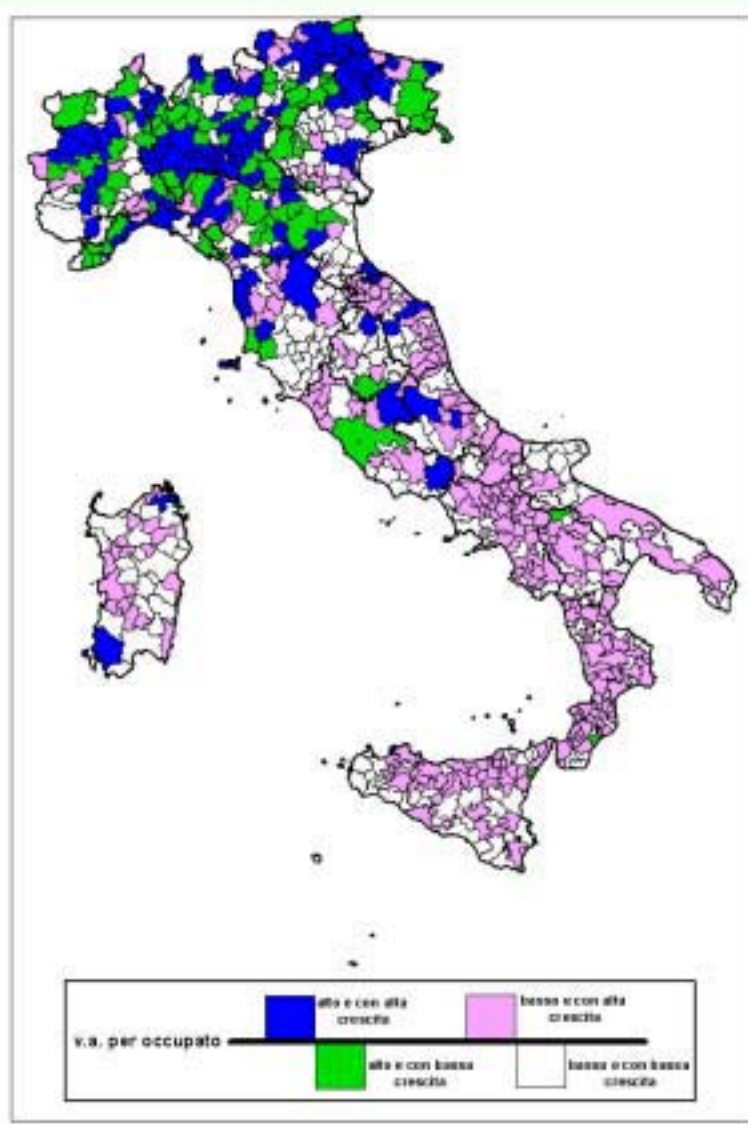 alto e con alta
crescita
basso e con alta
crescita
v.a. per occupato
alto e con bassa
crescita
basso e con bassa
crescita